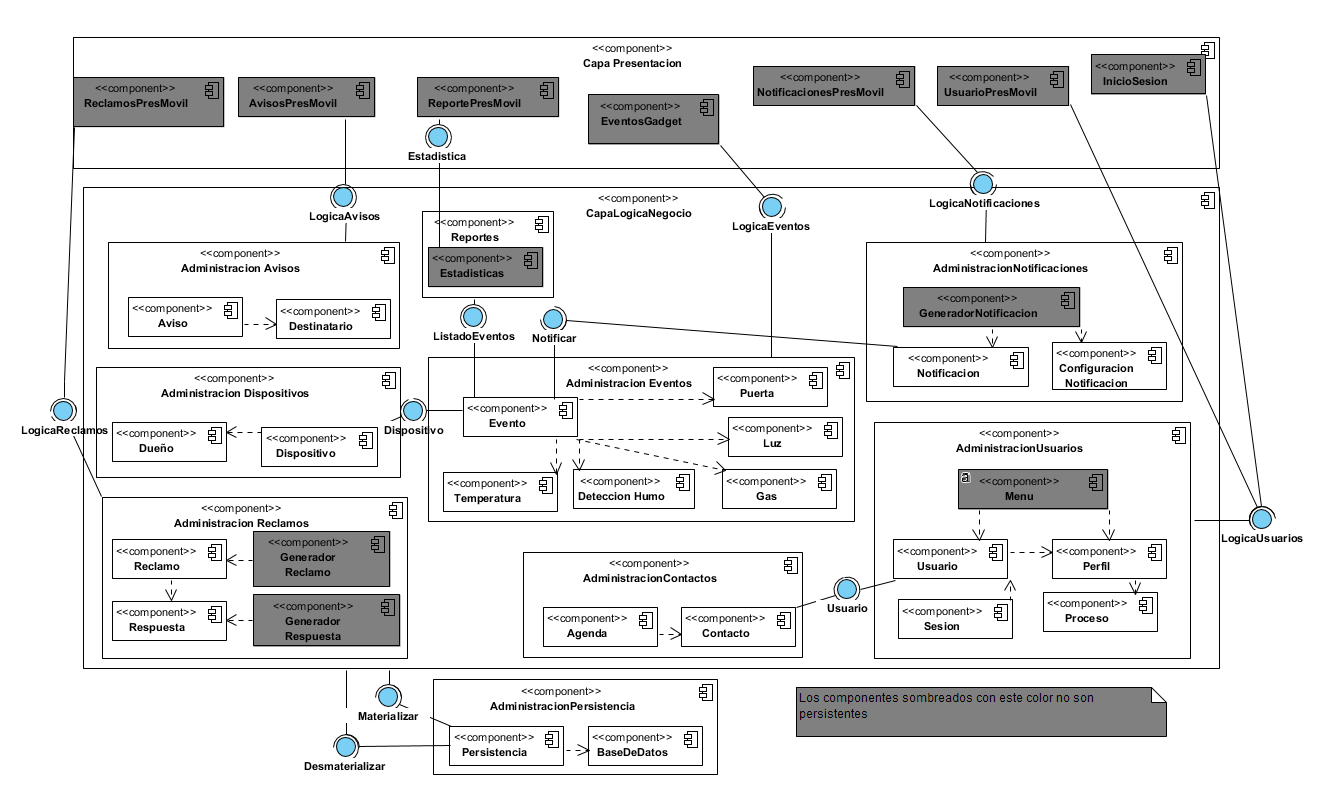 <<component>>
Capa Presentacion
<<component>>
ReclamosPresMovil
<<component>>
AvisosPresMovil
<<component>>
ReportePresMovil
<<component>>
EventosGadget
<<component>>
NotificacionesPresMovil
<<component>>
UsuarioPresMovil
<<component>>
InicioSesion
Estadistica
LogicaAvisos
LogicaEventos
LogicaNotificaciones
<<component>>
CapaLogicaNegocio
<<component>>
Administracion Avisos
<<component>>
Aviso
<<component>>
Destinatario
<<component>>
Reportes
<<component>>
Estadisticas
ListadoEventos
Notificar
<<component>>
AdministracionNotificaciones
<<component>>
GeneradorNotificacion
<<component>>
Notificacion
<<component>>
Configuracion
Notificacion
<<component>>
Administracion Dispositivos
<<component>>
Dueño
<<component>>
Dispositivo
LogicaReclamos
Dispositivo
<<component>>
Administracion Eventos
<<component>>
Evento
<<component>>
Puerta
<<component>>
Luz
<<component>>
Temperatura
<<component>>
Deteccion Humo
<<component>>
Gas
<<component>>
AdministracionUsuarios
a
<<component>>
Menu
<<component>>
Usuario
<<component>>
Perfil
<<component>>
Sesion
<<component>>
Proceso
LogicaUsuarios
<<component>>
Administracion Reclamos
<<component>>
Reclamo
<<component>>
Generador
Reclamo
<<component>>
Respuesta
<<component>>
Generador
Respuesta
<<component>>
AdministracionContactos
<<component>>
Agenda
<<component>>
Contacto
Usuario
Materializar
Desmaterializar
<<component>>
AdministracionPersistencia
<<component>>
Persistencia
<<component>>
BaseDeDatos
Los componentes sombreados con este color no son
persistentes